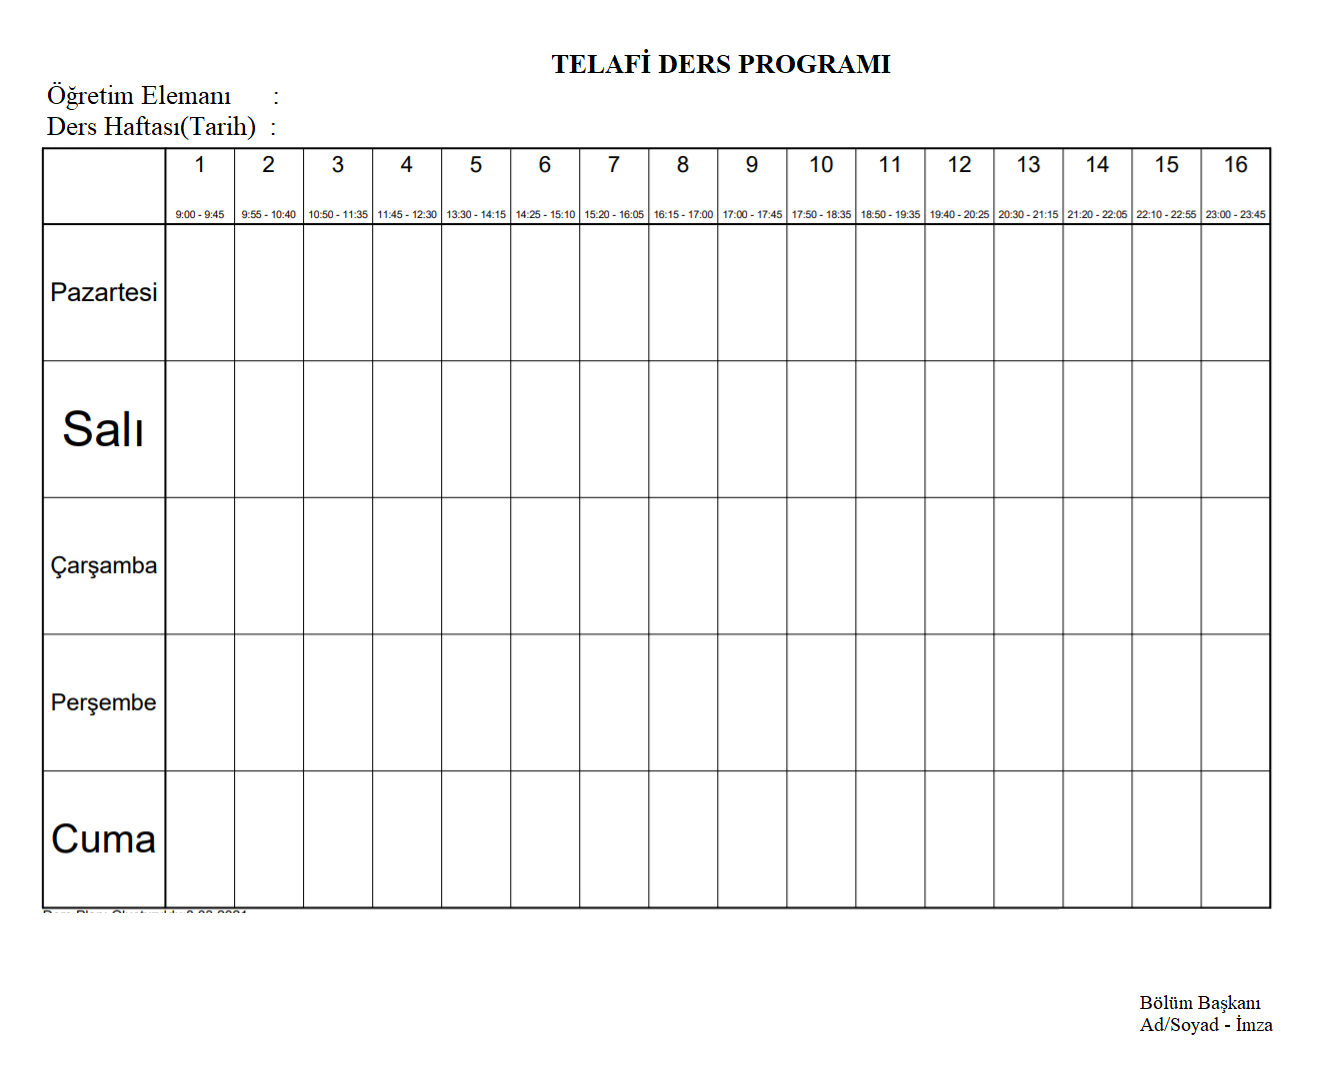 TELAFİ DERS PROGRAMI
Öğretim Elemanı :
Ders Haftası(Tarih) :
1 2 3 4 5 6 7 8 9 10 11 12 13 14 15 16
9:00 - 9:45 9:55 - 10:40 10:50 - 11:35 11:45 - 12:30 13:30 - 14:15 14:25 - 15:10 15:20 - 16:05 16:15 - 17:00 17:00 - 17:45 17:50 - 18:35 18:50 - 19:35 19:40 - 20:25 20:30 - 21:15 21:20 - 22:05 22:10 - 22:55 23:00 - 23:45
Pazartesi
Salı
Çarşamba
Perşembe
Cuma
Bölüm Başkanı
Ad/Soyad - İmza